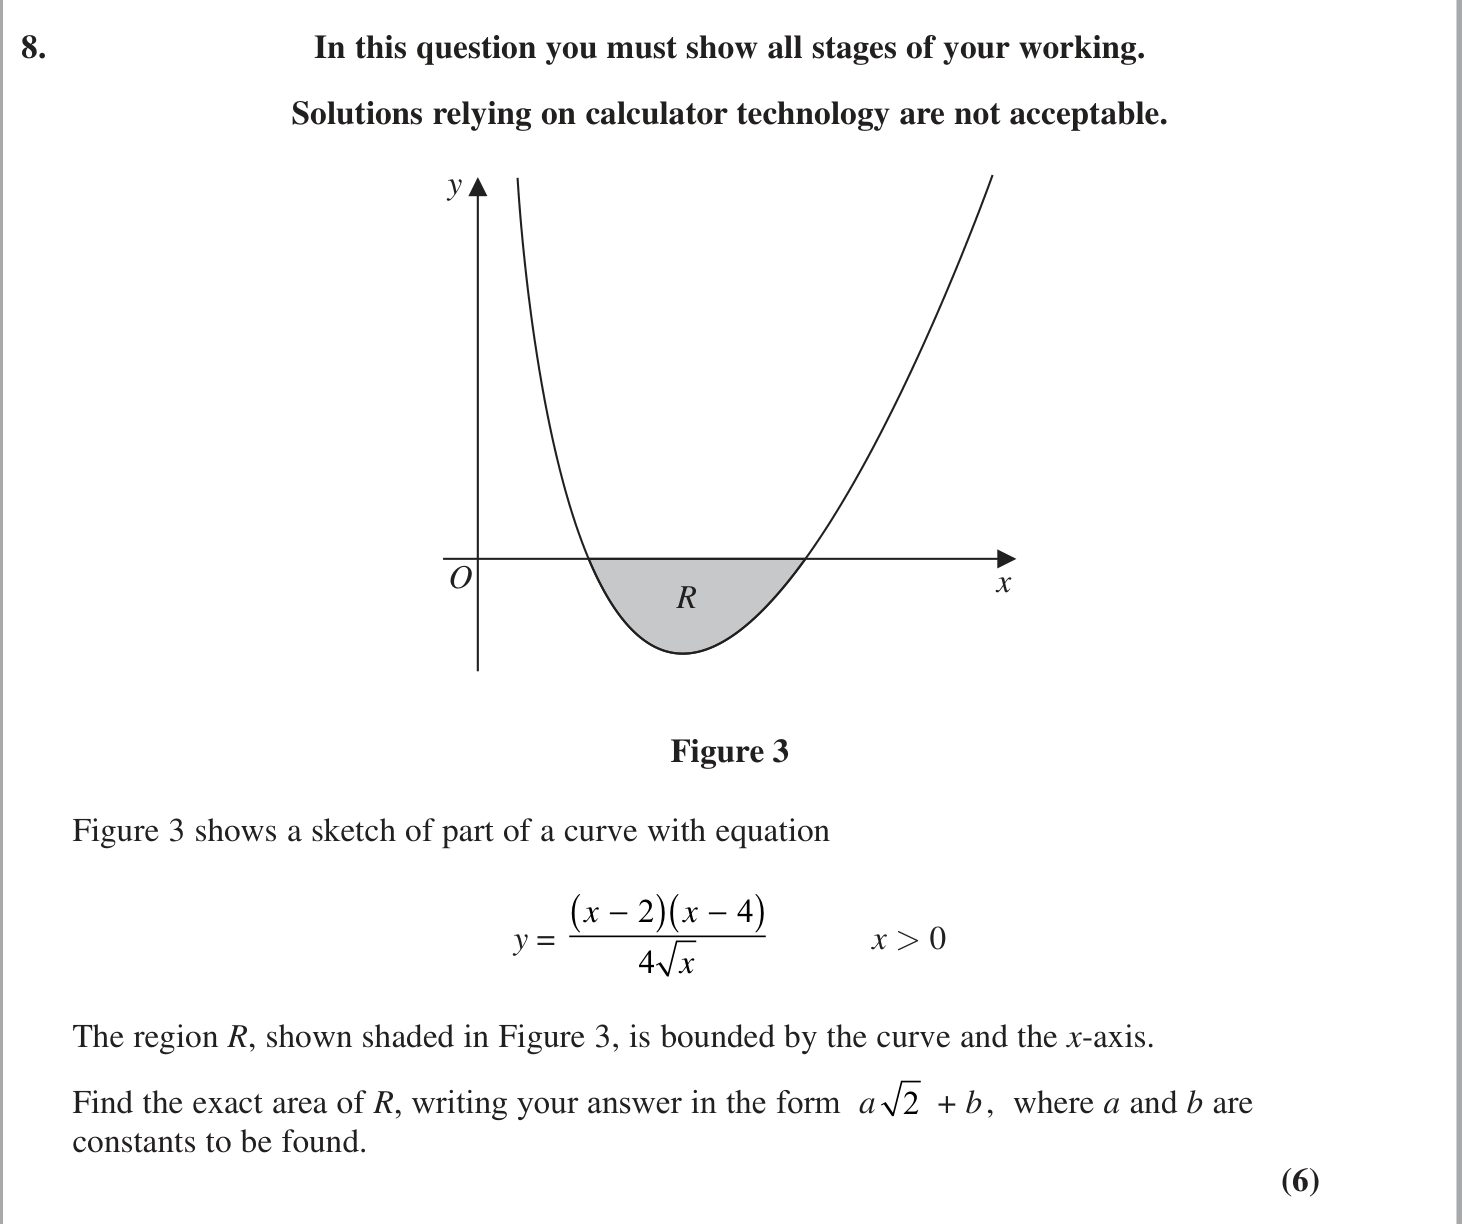 8. In this question you must show all stages of your working.
Solutions relying on calculator technology are not acceptable.
y
O
R
x
Figure 3
Figure 3 shows a sketch of part of a curve with equation
y = (x − 2)(x − 4) / 4√x    x > 0
The region R, shown shaded in Figure 3, is bounded by the curve and the x-axis.
Find the exact area of R, writing your answer in the form a√2 + b, where a and b are
constants to be found.
(6)